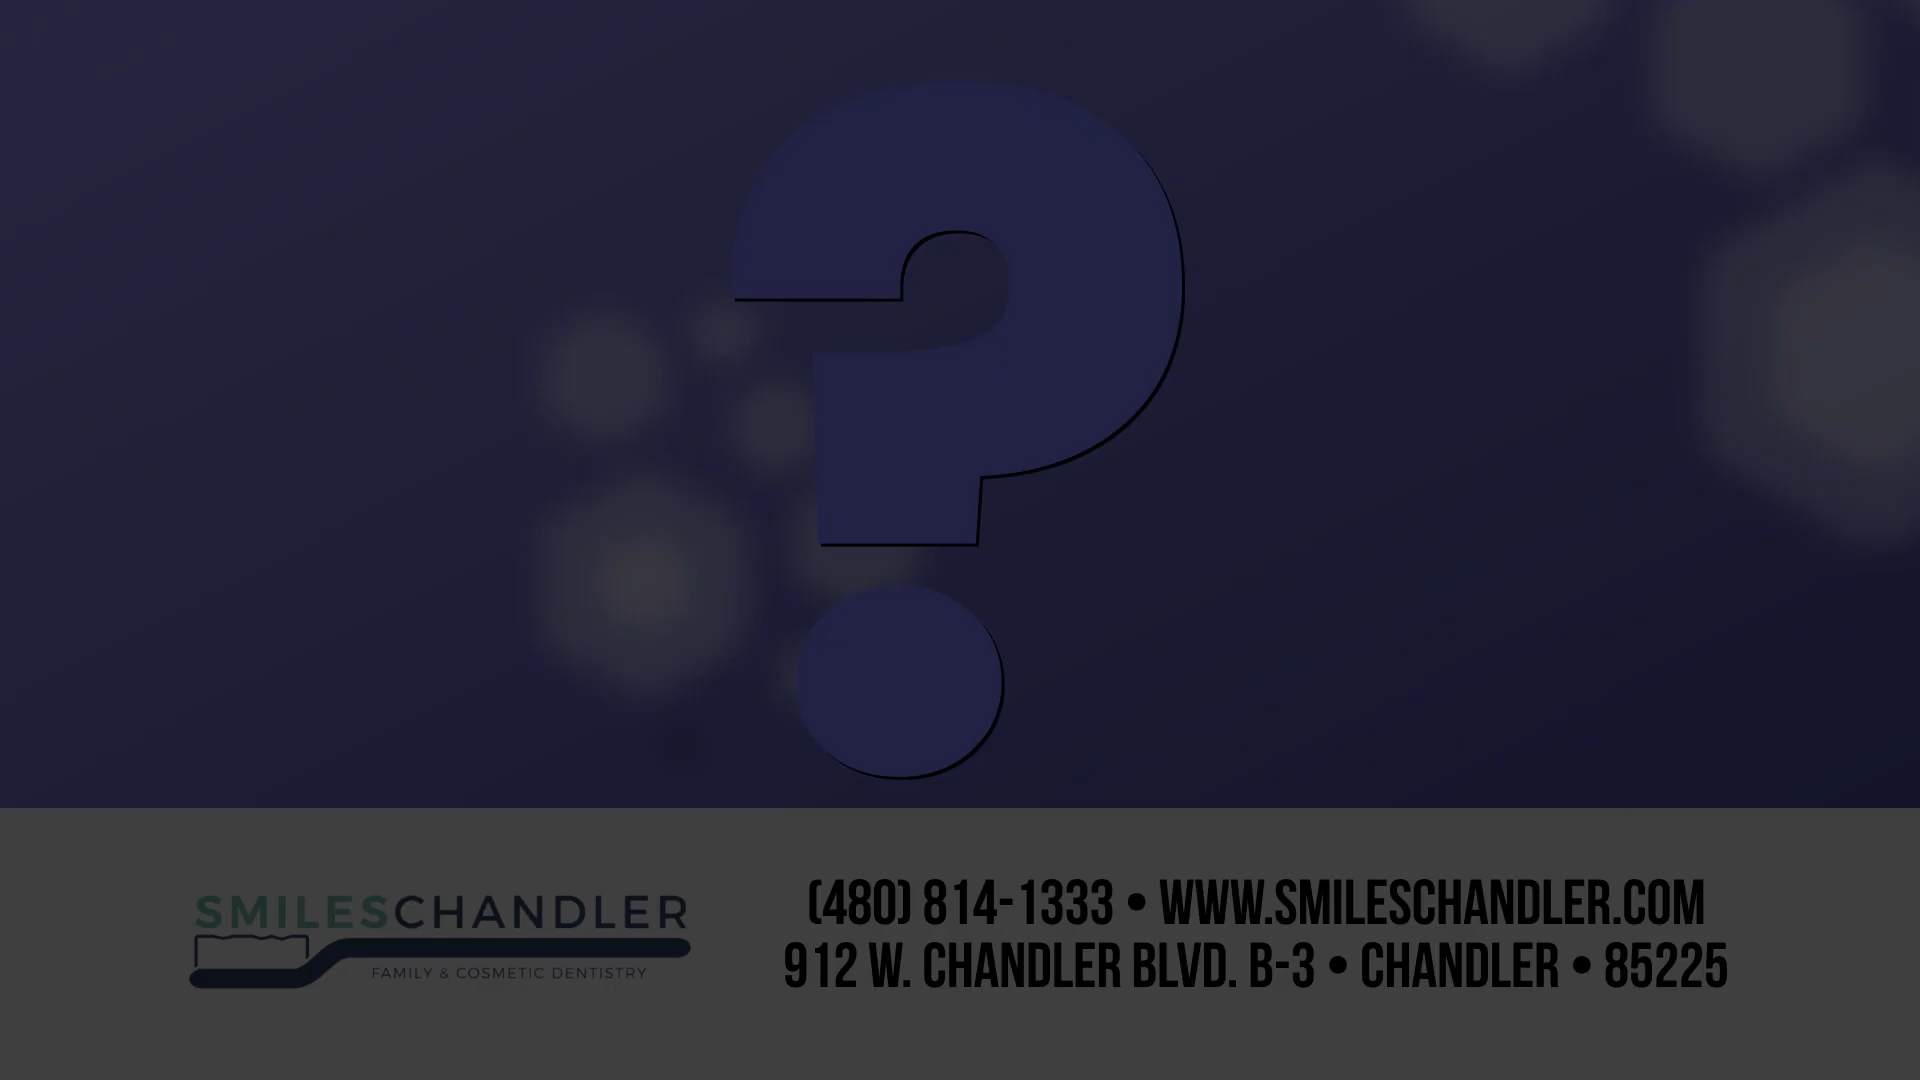 ?
SMILESCHANDLER
FAMILY & COSMETIC DENTISTRY
(480) 814-1333 • WWW.SMILESCHANDLER.COM
912 W. CHANDLER BLVD. B-3 • CHANDLER • 85225